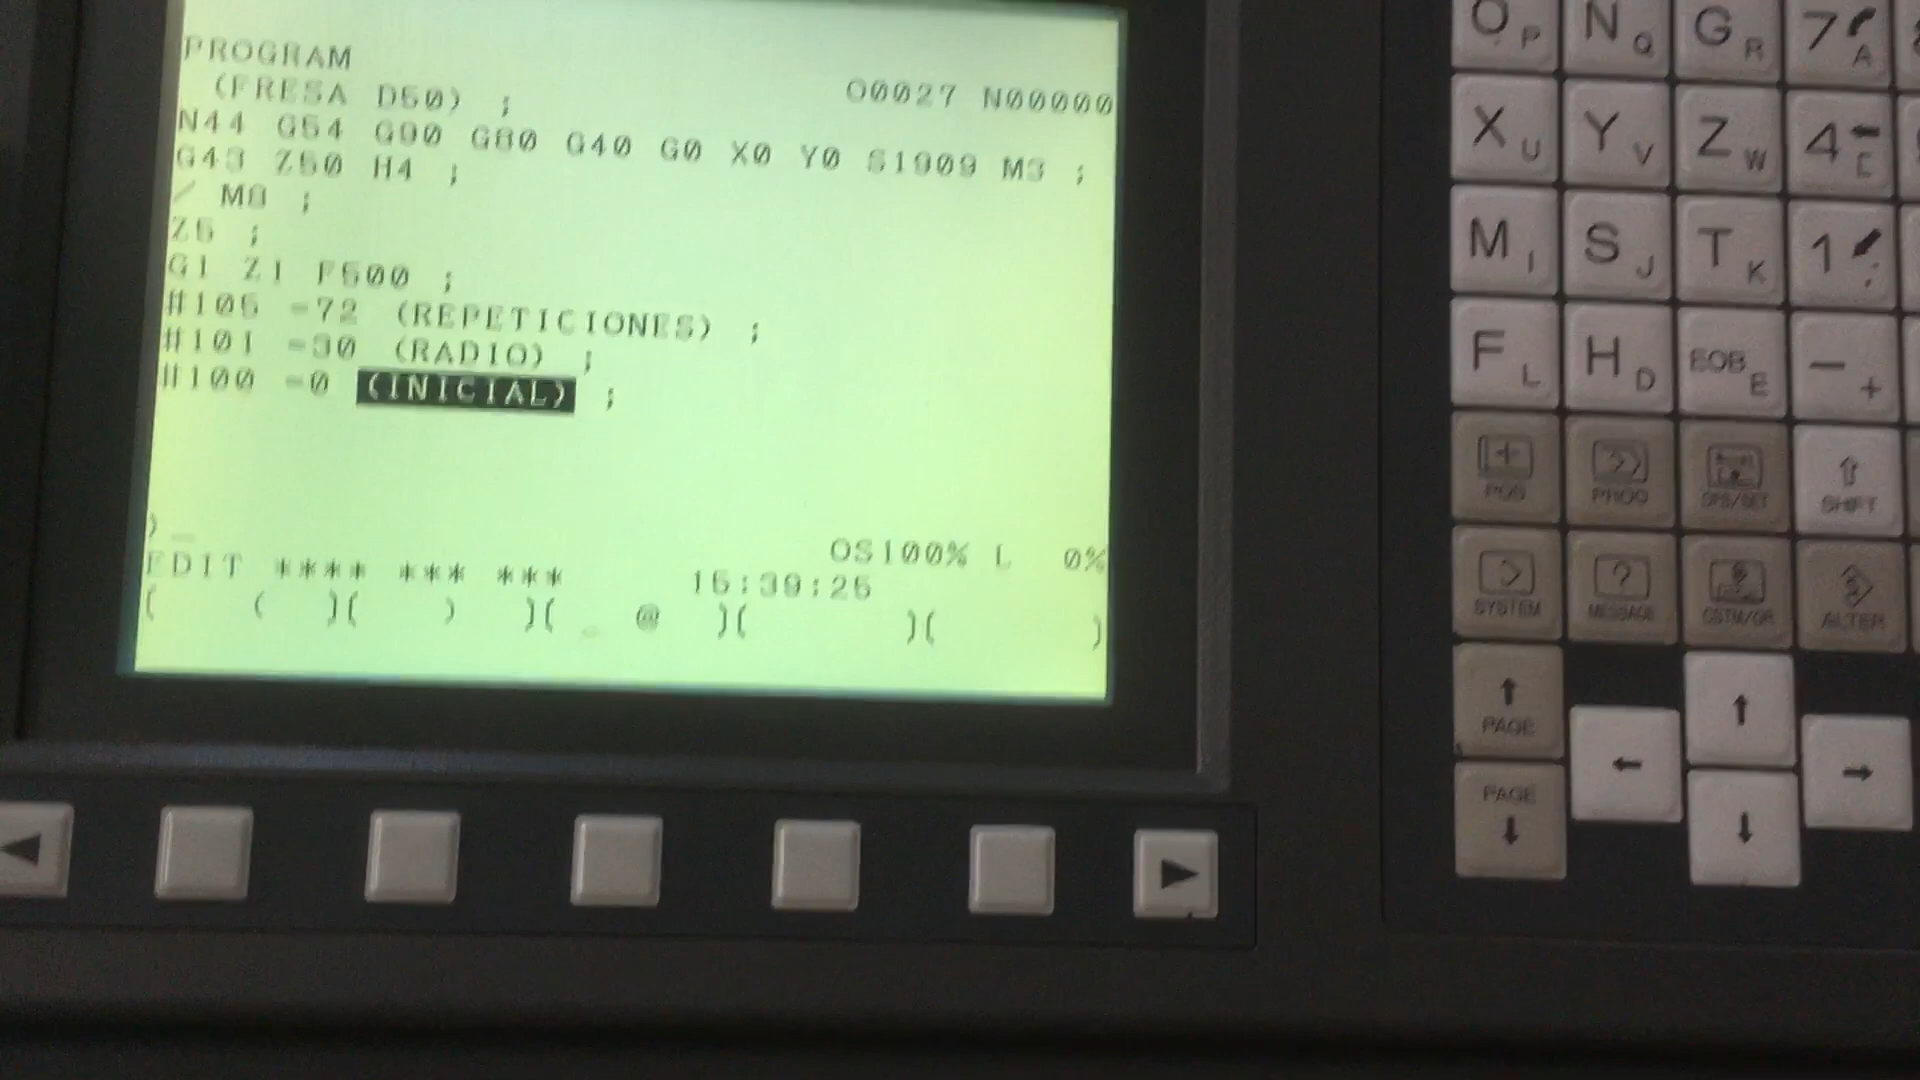 PROGRAM
O0027 N00000
(FRESA D50) ;
N44 G54 G90 G80 G40 G0 X0 Y0 S1909 M3 ;
G43 Z50 H4 ;
/ M8 ;
Z5 ;
G1 Z1 F500 ;
#105 =72 (REPETICIONES) ;
#101 =30 (RADIO) ;
#100 =0 (INICIAL) ;
)_
OS100% L 0%
EDIT **** *** ***
15:39:25
( ( )( ) )( @ )( )( )
O P N Q G R 7 A
X U Y V Z W 4
M I S J T K 1
F L H D EOB E - +
POS PROG OFS/SET SHIFT
SYSTEM MESSAGE CSTM/GR ALTER
PAGE
PAGE